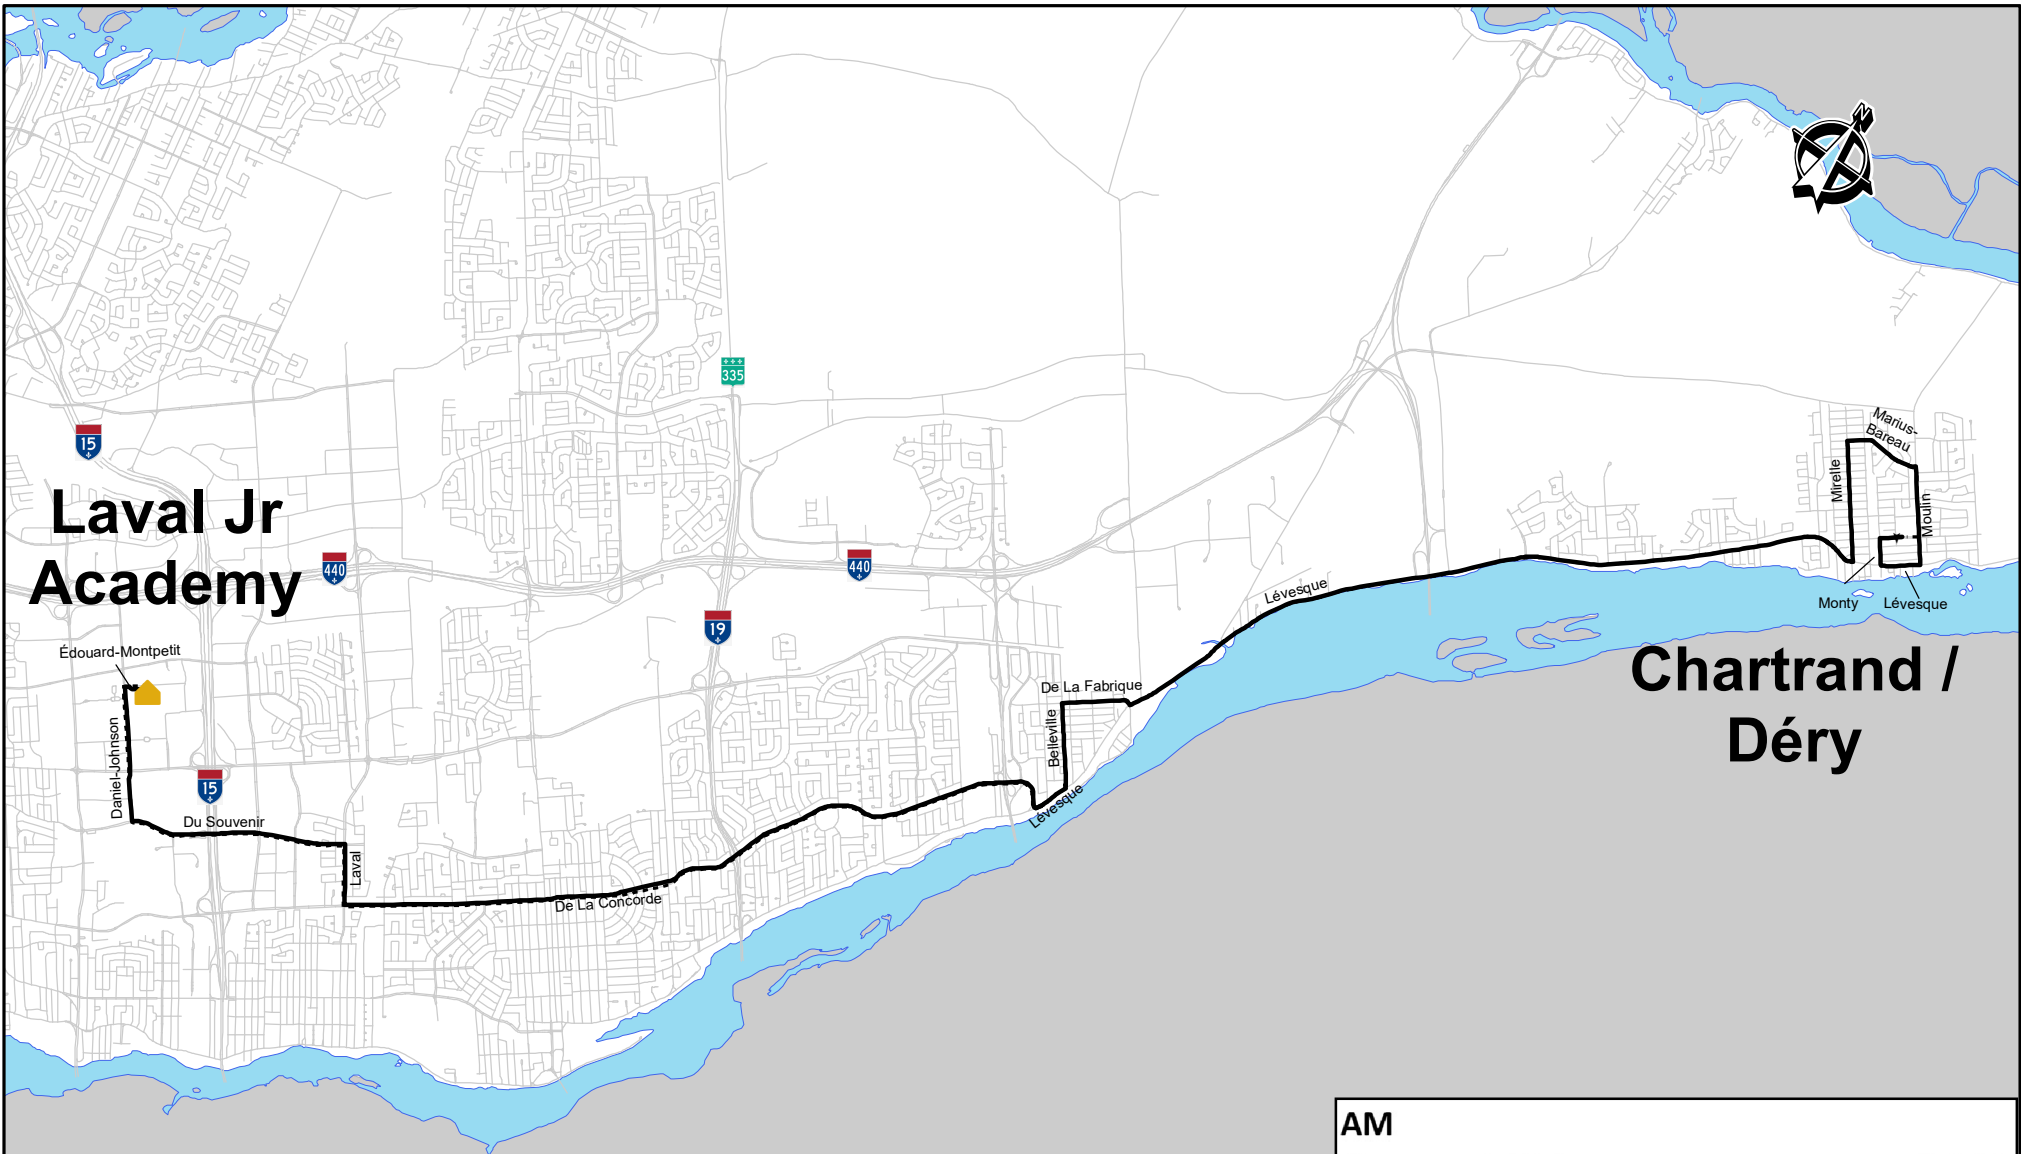 N
335
15
Marius-
Bareau
Mirelle
Moulin
Laval Jr
Academy
440
440
Lévesque
Monty
Lévesque
19
Édouard-Montpetit
Chartrand /
Déry
De La Fabrique
Belleville
Daniel-Johnson
15
Du Souvenir
Lévesque
Laval
De La Concorde
AM